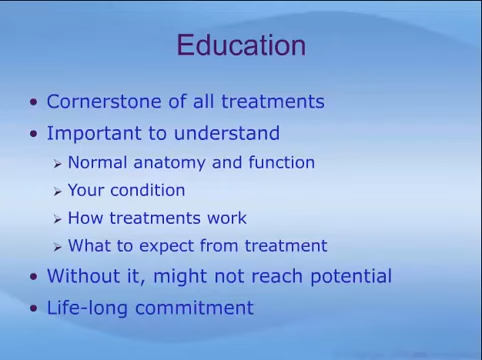 Education
• Cornerstone of all treatments
• Important to understand
➢ Normal anatomy and function
➢ Your condition
➢ How treatments work
➢ What to expect from treatment
• Without it, might not reach potential
• Life-long commitment